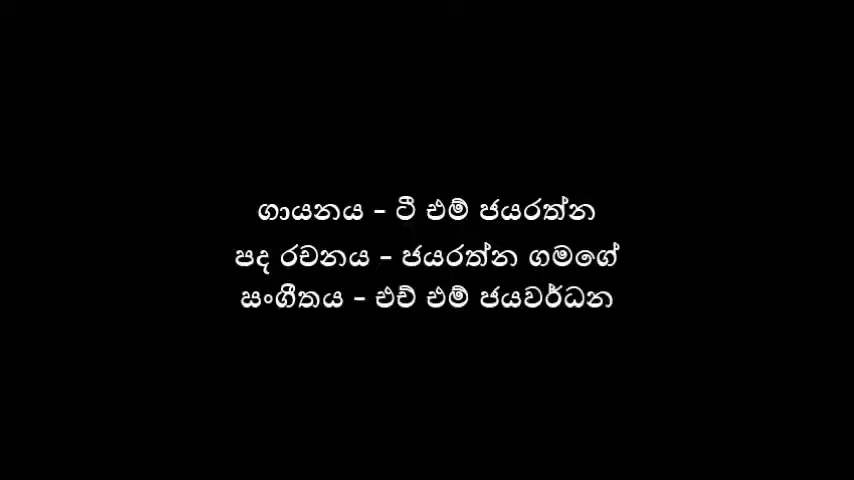 ගායනය – ටී එම් ජයරත්න
පද රචනය – ජයරත්න ගමගේ
සංගීතය – එච් එම් ජයවර්ධන